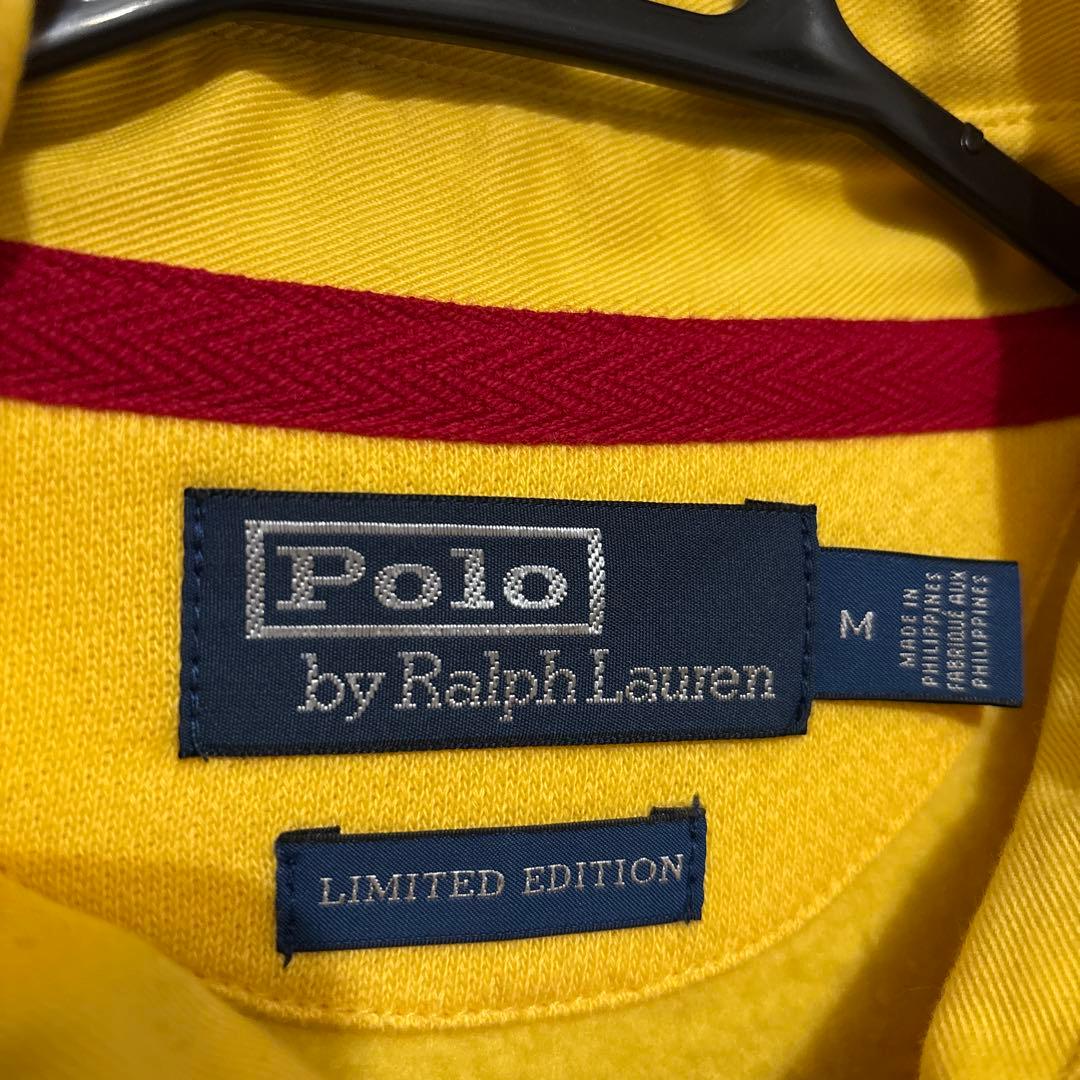 Polo
by Ralph Lauren
M
MADE IN
PHILIPPINES
FABRIQUÉ AUX
PHILIPPINES
LIMITED EDITION